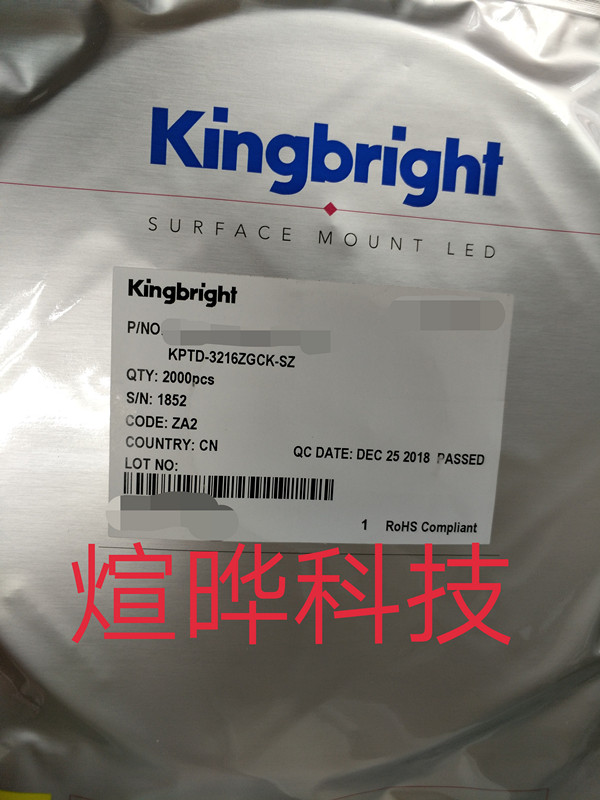 Kingbright
SURFACE MOUNT LED
Kingbright
P/NO.
KPTD-3216ZGCK-SZ
QTY: 2000pcs
S/N: 1852
CODE: ZA2
COUNTRY: CN
QC DATE: DEC 25 2018 PASSED
LOT NO:
1 RoHS Compliant
煊晔科技